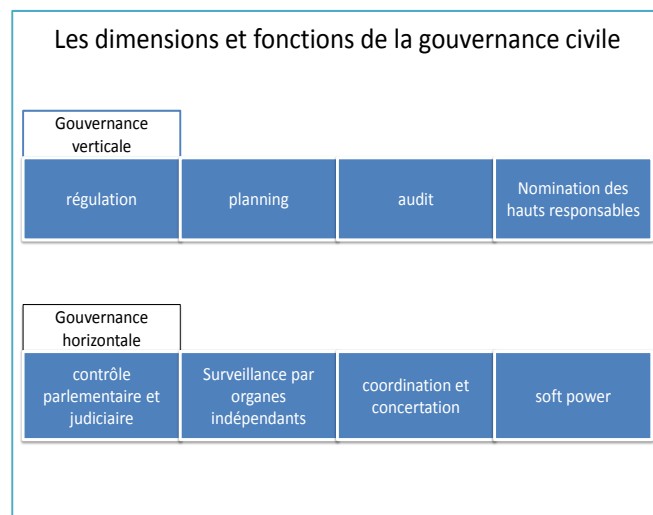 Les dimensions et fonctions de la gouvernance civile
Gouvernance
verticale
régulation
planning
audit
Nomination des
hauts responsables
Gouvernance
horizontale
contrôle
parlementaire et
judiciaire
Surveillance par
organes
indépendants
coordination et
concertation
soft power